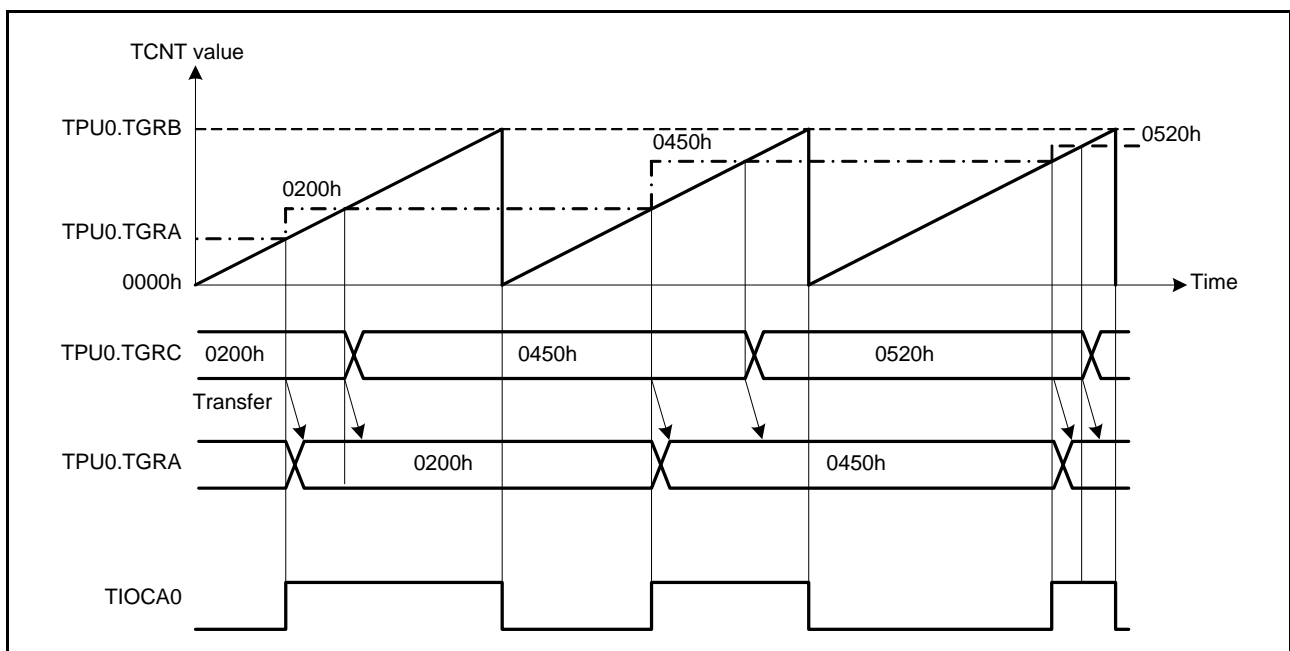 TCNT value
TPU0.TGRB
0450h
0520h
0200h
TPU0.TGRA
0000h
Time
TPU0.TGRC
0200h
0450h
0520h
Transfer
TPU0.TGRA
0200h
0450h
TIOCA0